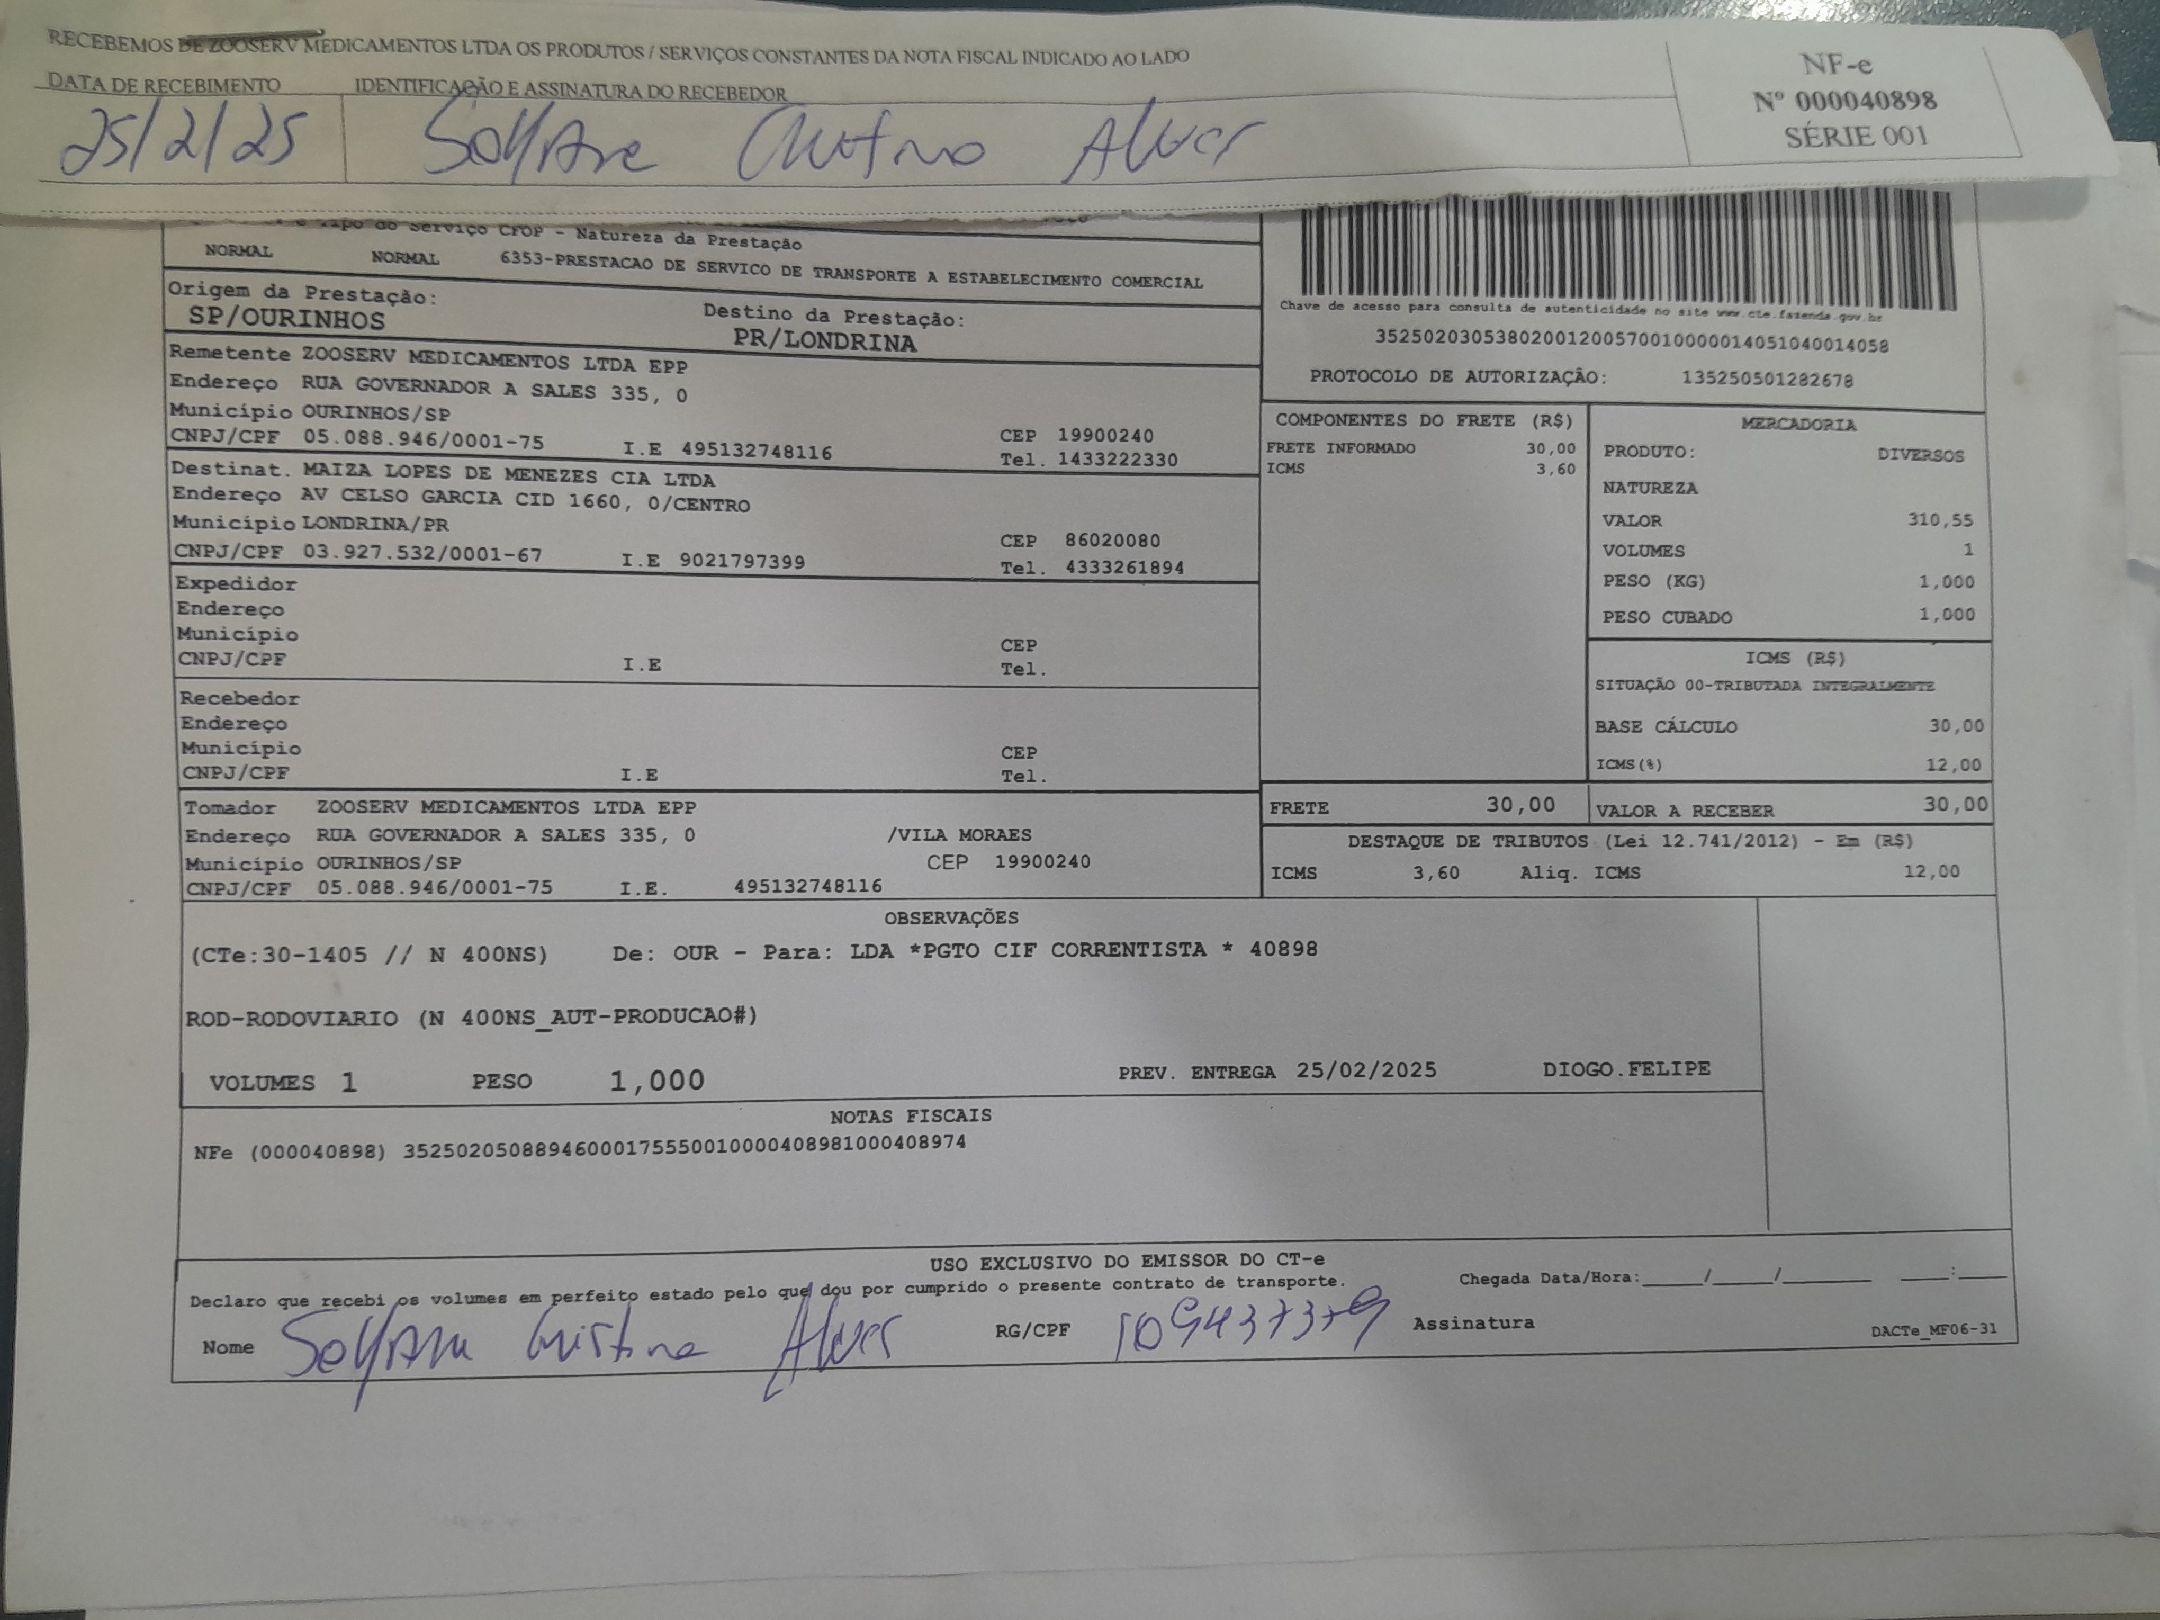 RECEBEMOS DE ZOOSERV MEDICAMENTOS LTDA OS PRODUTOS / SERVIÇOS CONSTANTES DA NOTA FISCAL INDICADO AO LADO
DATA DE RECEBIMENTO IDENTIFICAÇÃO E ASSINATURA DO RECEBEDOR
25/2/25
NF-e
Nº 000040898
SÉRIE 001
Tipo do Serviço CFOP - Natureza da Prestação
NORMAL NORMAL 6353-PRESTACAO DE SERVICO DE TRANSPORTE A ESTABELECIMENTO COMERCIAL
Origem da Prestação: Destino da Prestação:
SP/OURINHOS PR/LONDRINA
Remetente ZOOSERV MEDICAMENTOS LTDA EPP
Endereço RUA GOVERNADOR A SALES 335, 0
Município OURINHOS/SP
CEP 19900240
CNPJ/CPF 05.088.946/0001-75 I.E 495132748116 Tel. 1433222330
Destinat. MAIZA LOPES DE MENEZES CIA LTDA
Endereço AV CELSO GARCIA CID 1660, 0/CENTRO
Município LONDRINA/PR CEP 86020080
CNPJ/CPF 03.927.532/0001-67 I.E 9021797399 Tel. 4333261894
Expedidor
Endereço
Município CEP
CNPJ/CPF I.E Tel.
Recebedor
Endereço
Município CEP
CNPJ/CPF I.E Tel.
Tomador ZOOSERV MEDICAMENTOS LTDA EPP
Endereço RUA GOVERNADOR A SALES 335, 0 /VILA MORAES
Município OURINHOS/SP CEP 19900240
CNPJ/CPF 05.088.946/0001-75 I.E. 495132748116
Chave de acesso para consulta de autenticidade no site www.cte.fazenda.gov.br
35250203053802001200570010000014051040014058
PROTOCOLO DE AUTORIZAÇÃO: 135250501282678
COMPONENTES DO FRETE (R$)
FRETE INFORMADO 30,00
ICMS 3,60
MERCADORIA
PRODUTO: DIVERSOS
NATUREZA
VALOR 310,55
VOLUMES 1
PESO (KG) 1,000
PESO CUBADO 1,000
ICMS (R$)
SITUAÇÃO 00-TRIBUTADA INTEGRALMENTE
BASE CÁLCULO 30,00
ICMS(%) 12,00
FRETE 30,00 VALOR A RECEBER 30,00
DESTAQUE DE TRIBUTOS (Lei 12.741/2012) - Em (R$)
ICMS 3,60 Aliq. ICMS 12,00
OBSERVAÇÕES
(CTe:30-1405 // N 400NS) De: OUR - Para: LDA *PGTO CIF CORRENTISTA * 40898
ROD-RODOVIARIO (N 400NS_AUT-PRODUCAO#)
VOLUMES 1 PESO 1,000 PREV. ENTREGA 25/02/2025 DIOGO.FELIPE
NOTAS FISCAIS
NFe (000040898) 35250205088946000175550010000408981000408974
USO EXCLUSIVO DO EMISSOR DO CT-e
Declaro que recebi os volumes em perfeito estado pelo que dou por cumprido o presente contrato de transporte. Chegada Data/Hora:____/____/______ ___:___
Nome Cristina Alves RG/CPF 109437379 Assinatura
DACTe_MF06-31